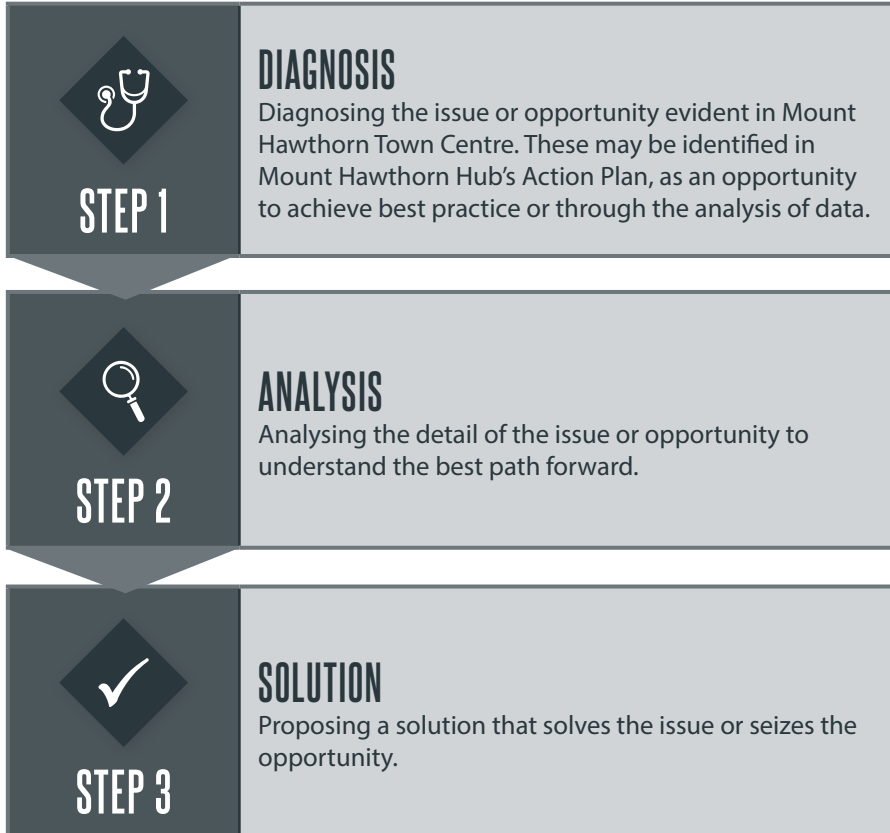 STEP 1
DIAGNOSIS
Diagnosing the issue or opportunity evident in Mount
Hawthorn Town Centre. These may be identified in
Mount Hawthorn Hub's Action Plan, as an opportunity
to achieve best practice or through the analysis of data.
STEP 2
ANALYSIS
Analysing the detail of the issue or opportunity to
understand the best path forward.
STEP 3
SOLUTION
Proposing a solution that solves the issue or seizes the
opportunity.